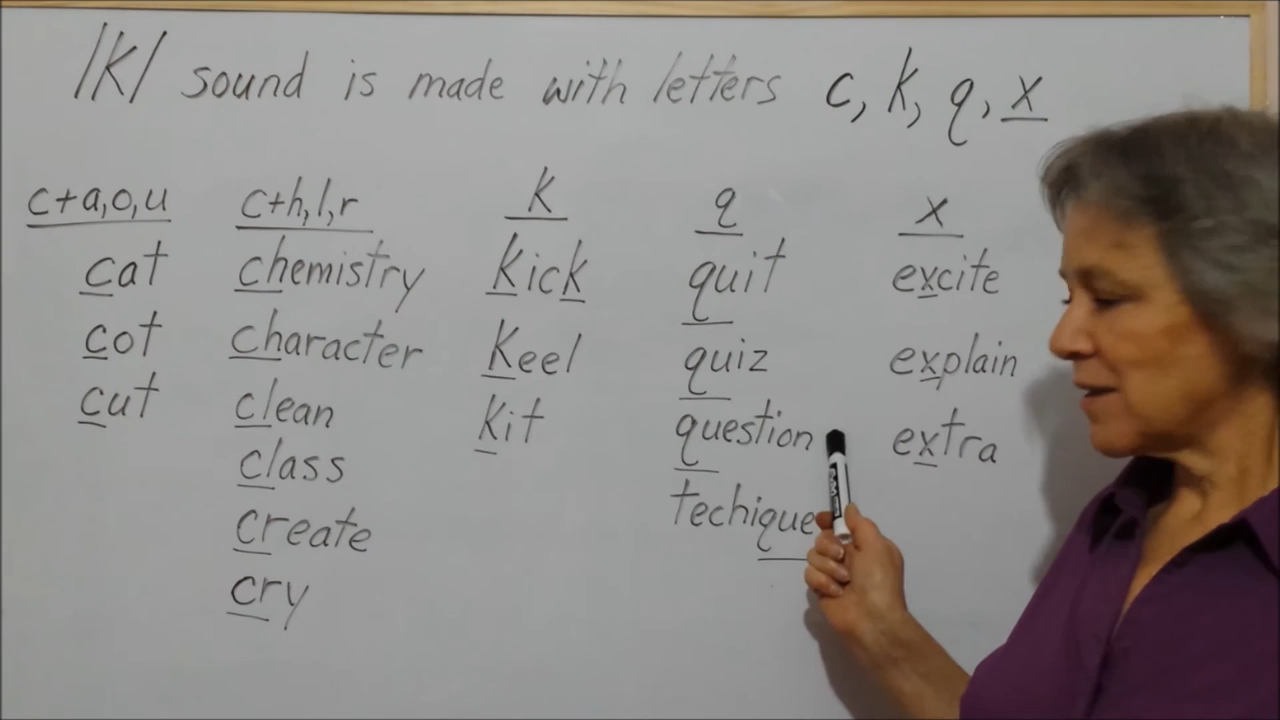 /K/ sound is made with letters c, k, q, x
c+a,o,u
cat
cot
cut
c+h,l,r
chemistry
character
clean
class
create
cry
k
kick
keel
kit
q
quit
quiz
question
techique
x
excite
explain
extra